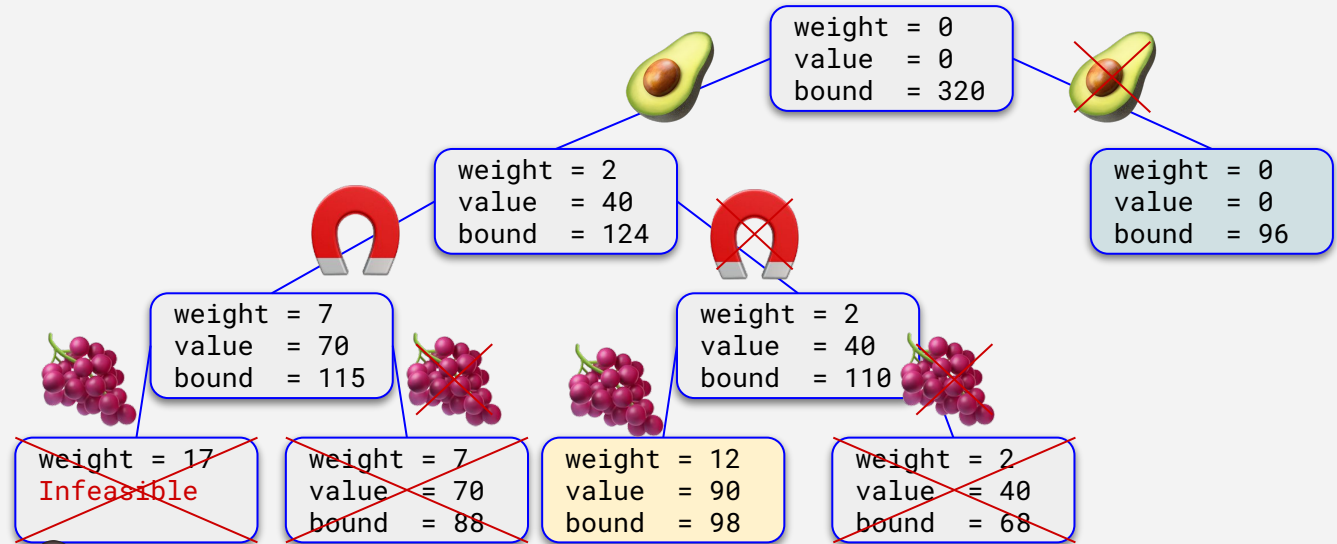 weight = 0
value  = 0
bound  = 320
weight = 2
value  = 40
bound  = 124
weight = 0
value  = 0
bound  = 96
weight = 7
value  = 70
bound  = 115
weight = 2
value  = 40
bound  = 110
weight = 17
Infeasible
weight = 7
value  = 70
bound  = 88
weight = 12
value  = 90
bound  = 98
weight = 2
value  = 40
bound  = 68